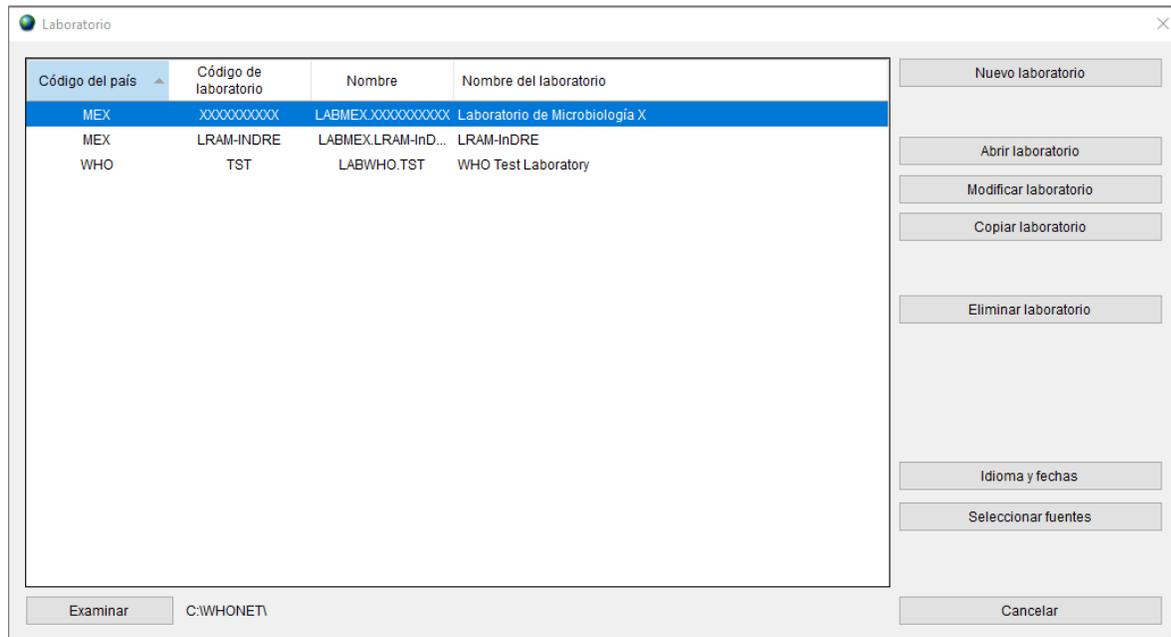 Laboratorio
Código del país
Código de laboratorio
Nombre
Nombre del laboratorio
MEX XXXXXXXXXX LABMEX.XXXXXXXXXX Laboratorio de Microbiología X
MEX LRAM-INDRE LABMEX.LRAM-InD... LRAM-InDRE
WHO TST LABWHO.TST WHO Test Laboratory
Nuevo laboratorio
Abrir laboratorio
Modificar laboratorio
Copiar laboratorio
Eliminar laboratorio
Idioma y fechas
Seleccionar fuentes
Examinar C:\WHONET\
Cancelar